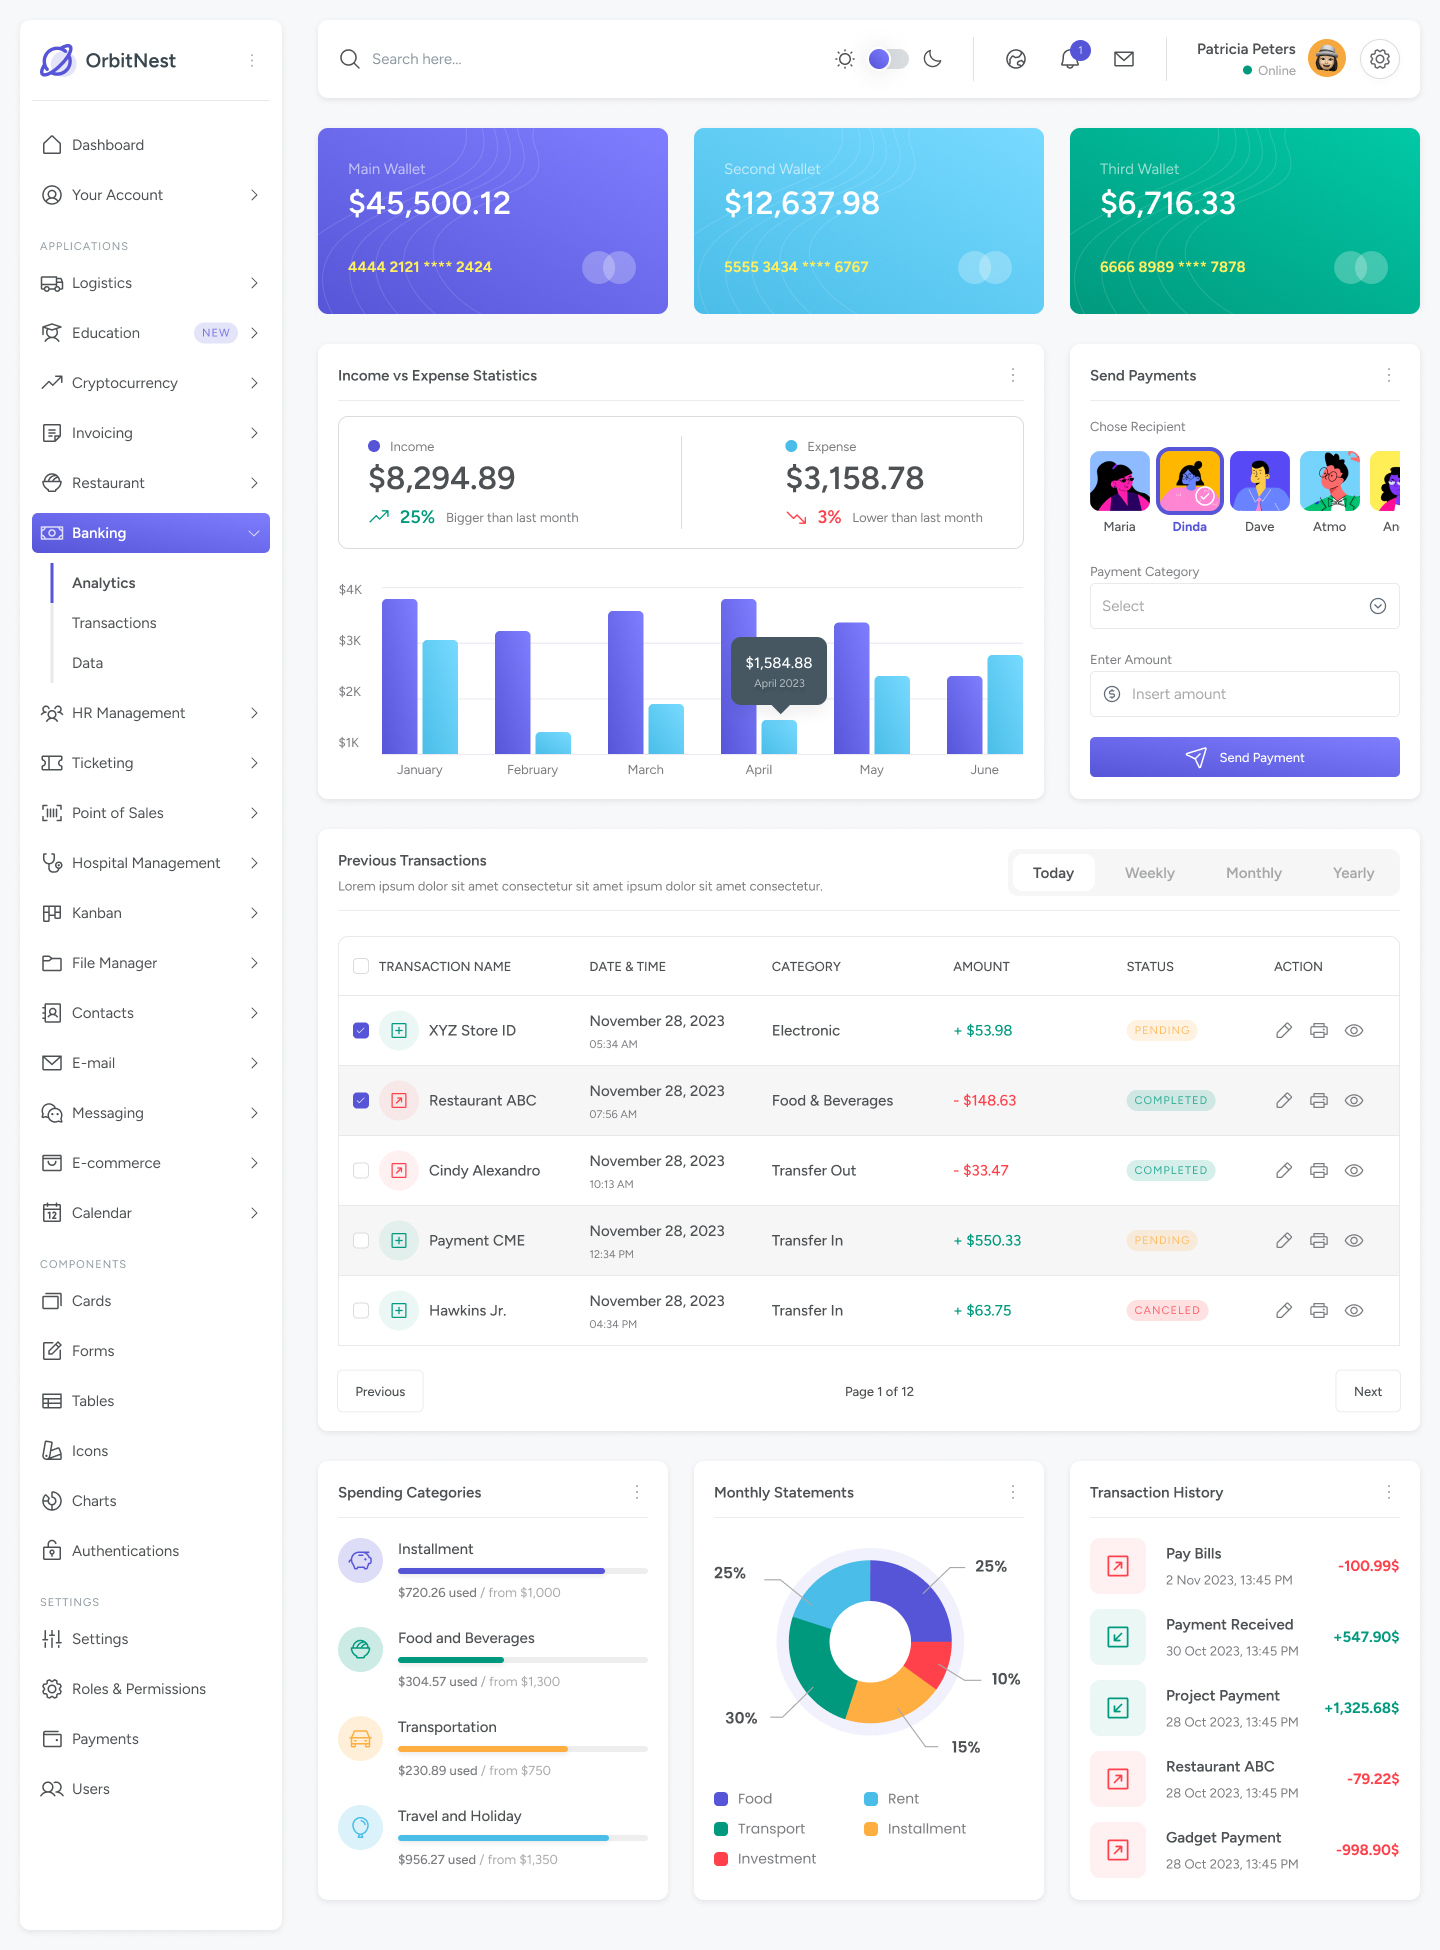 OrbitNest
Dashboard
Your Account
APPLICATIONS
Logistics
Education NEW
Cryptocurrency
Invoicing
Restaurant
Banking
Analytics
Transactions
Data
HR Management
Ticketing
Point of Sales
Hospital Management
Kanban
File Manager
Contacts
E-mail
Messaging
E-commerce
12 Calendar
COMPONENTS
Cards
Forms
Tables
Icons
Charts
Authentications
SETTINGS
Settings
Roles & Permissions
Payments
Users
Search here...
1
Patricia Peters
Online
Main Wallet
$45,500.12
4444 2121 **** 2424
Second Wallet
$12,637.98
5555 3434 **** 6767
Third Wallet
$6,716.33
6666 8989 **** 7878
Income vs Expense Statistics
Income
$8,294.89
25% Bigger than last month
Expense
$3,158.78
3% Lower than last month
$4K
$3K
$2K
$1K
$1,584.88
April 2023
January February March April May June
Send Payments
Chose Recipient
Maria Dinda Dave Atmo An
Payment Category
Select
Enter Amount
$ Insert amount
Send Payment
Previous Transactions
Lorem ipsum dolor sit amet consectetur sit amet ipsum dolor sit amet consectetur.
Today Weekly Monthly Yearly
TRANSACTION NAME DATE & TIME CATEGORY AMOUNT STATUS ACTION
XYZ Store ID November 28, 2023 05:34 AM Electronic + $53.98 PENDING
Restaurant ABC November 28, 2023 07:56 AM Food & Beverages - $148.63 COMPLETED
Cindy Alexandro November 28, 2023 10:13 AM Transfer Out - $33.47 COMPLETED
Payment CME November 28, 2023 12:34 PM Transfer In + $550.33 PENDING
Hawkins Jr. November 28, 2023 04:34 PM Transfer In + $63.75 CANCELED
Previous Page 1 of 12 Next
Spending Categories
Installment
$720.26 used / from $1,000
Food and Beverages
$304.57 used / from $1,300
Transportation
$230.89 used / from $750
Travel and Holiday
$956.27 used / from $1,350
Monthly Statements
25% 25%
10%
30%
15%
Food Rent
Transport Installment
Investment
Transaction History
Pay Bills
2 Nov 2023, 13:45 PM
-100.99$
Payment Received
30 Oct 2023, 13:45 PM
+547.90$
Project Payment
28 Oct 2023, 13:45 PM
+1,325.68$
Restaurant ABC
28 Oct 2023, 13:45 PM
-79.22$
Gadget Payment
28 Oct 2023, 13:45 PM
-998.90$